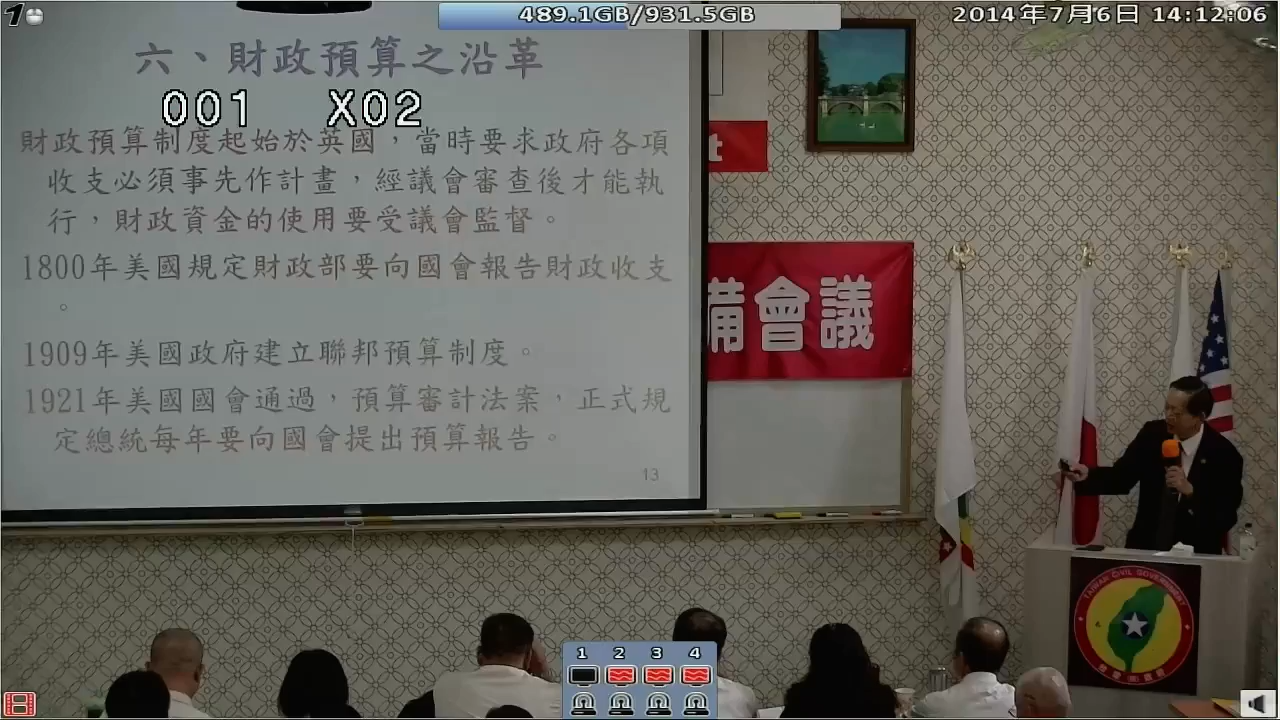 1
489.1GB/931.5GB
2014年7月6日 14:12:06
六、財政預算之沿革
001 X02
財政預算制度起始於英國，當時要求政府各項
收支必須事先作計畫，經議會審查後才能執
行，財政資金的使用要受議會監督。
1800年美國規定財政部要向國會報告財政收支
。
1909年美國政府建立聯邦預算制度。
1921年美國國會通過，預算審計法案，正式規
定總統每年要向國會提出預算報告。
13
t
備會議
TAIWAN CIVIL GOVERNMENT
1 2 3 4